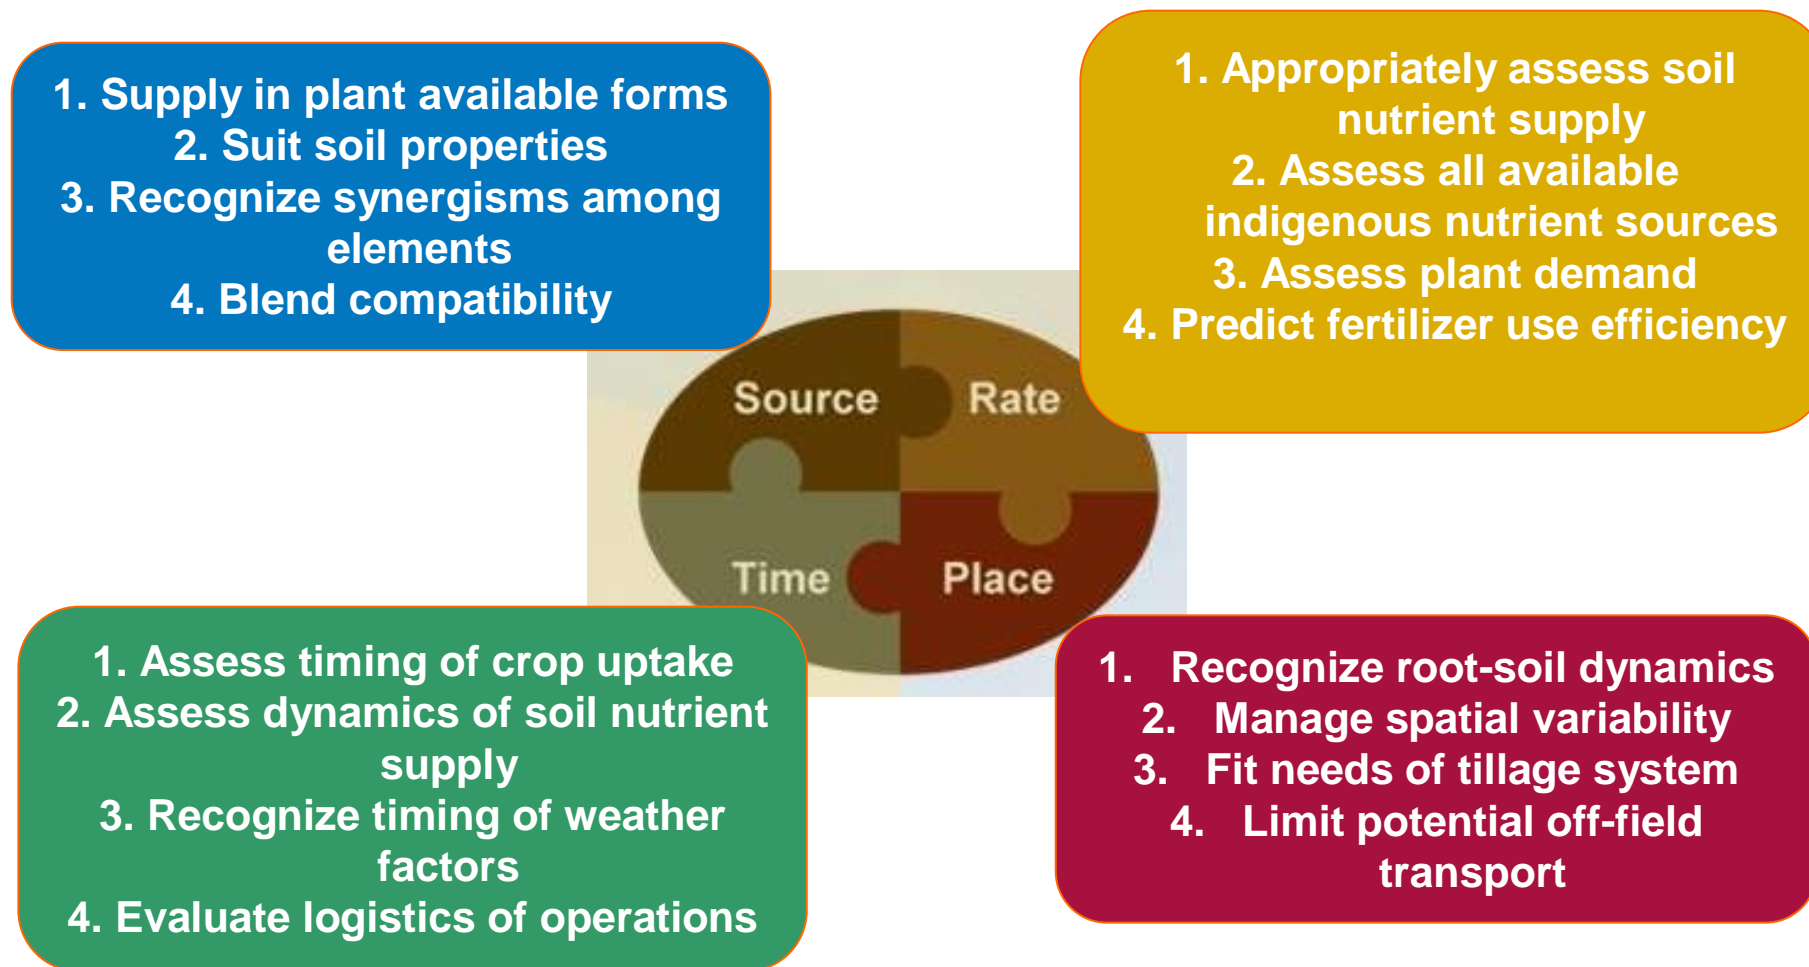 1. Supply in plant available forms
2. Suit soil properties
3. Recognize synergisms among
elements
4. Blend compatibility
1. Appropriately assess soil
nutrient supply
2. Assess all available
indigenous nutrient sources
3. Assess plant demand
4. Predict fertilizer use efficiency
Source
Rate
Time
Place
1. Assess timing of crop uptake
2. Assess dynamics of soil nutrient
supply
3. Recognize timing of weather
factors
4. Evaluate logistics of operations
1. Recognize root-soil dynamics
2. Manage spatial variability
3. Fit needs of tillage system
4. Limit potential off-field
transport